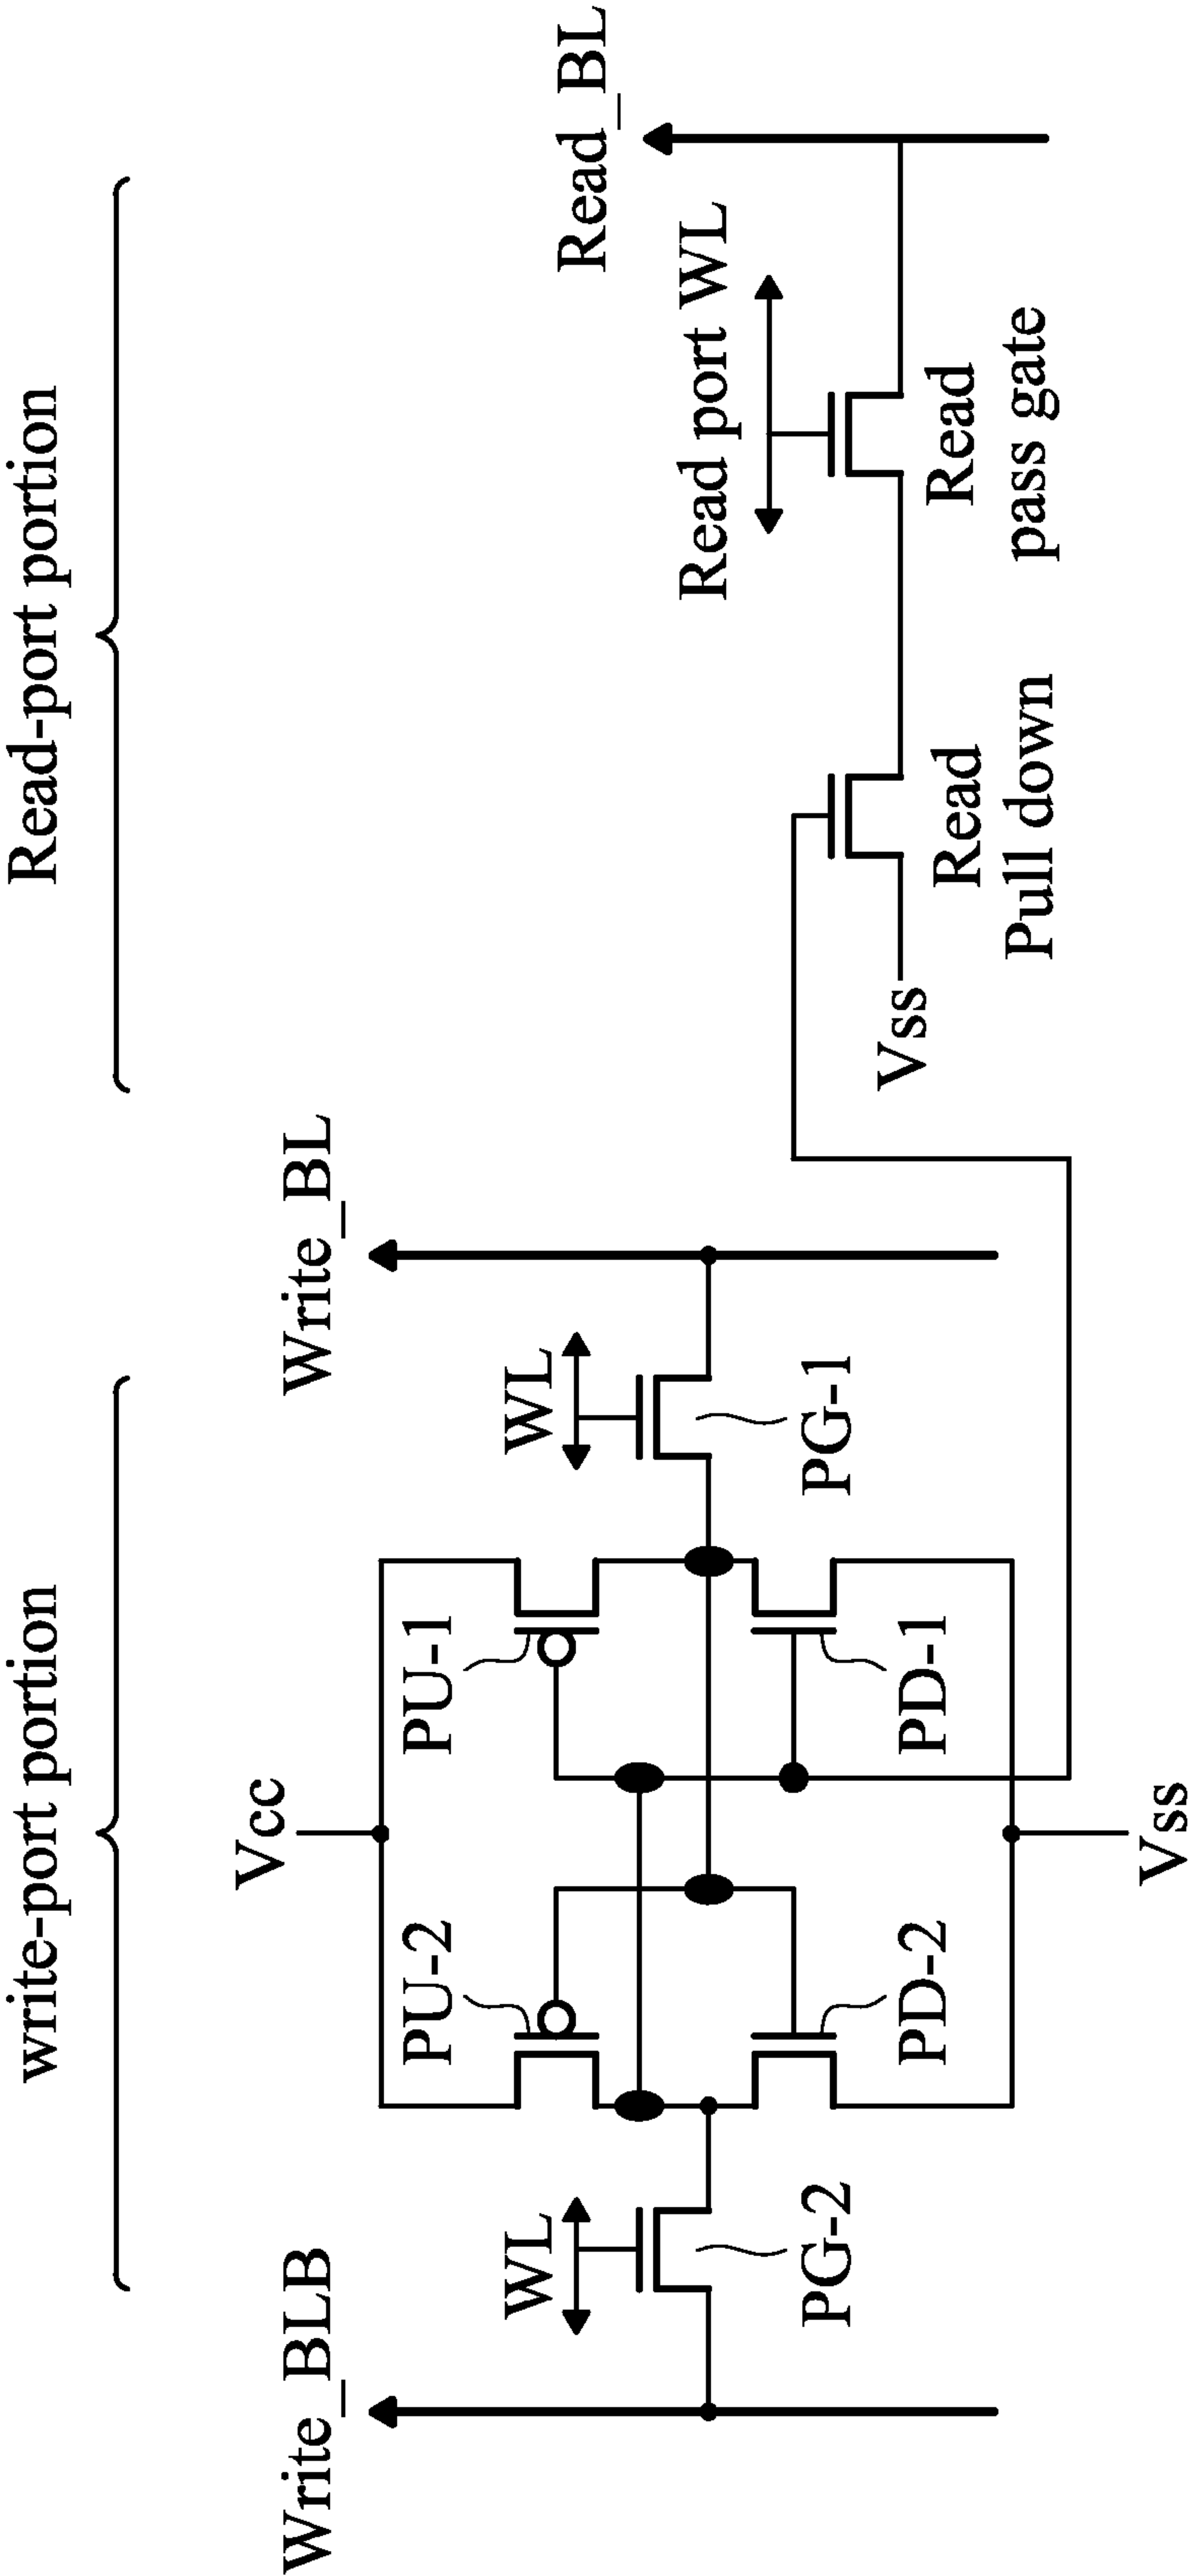 write-port portion
Read-port portion
Vcc
Write_BLB
Write_BL
Read_BL
PU-2
PU-1
WL
WL
Read port WL
PG-2
PG-1
PD-2
PD-1
Vss
Read
Pull down
Read
pass gate
Vss